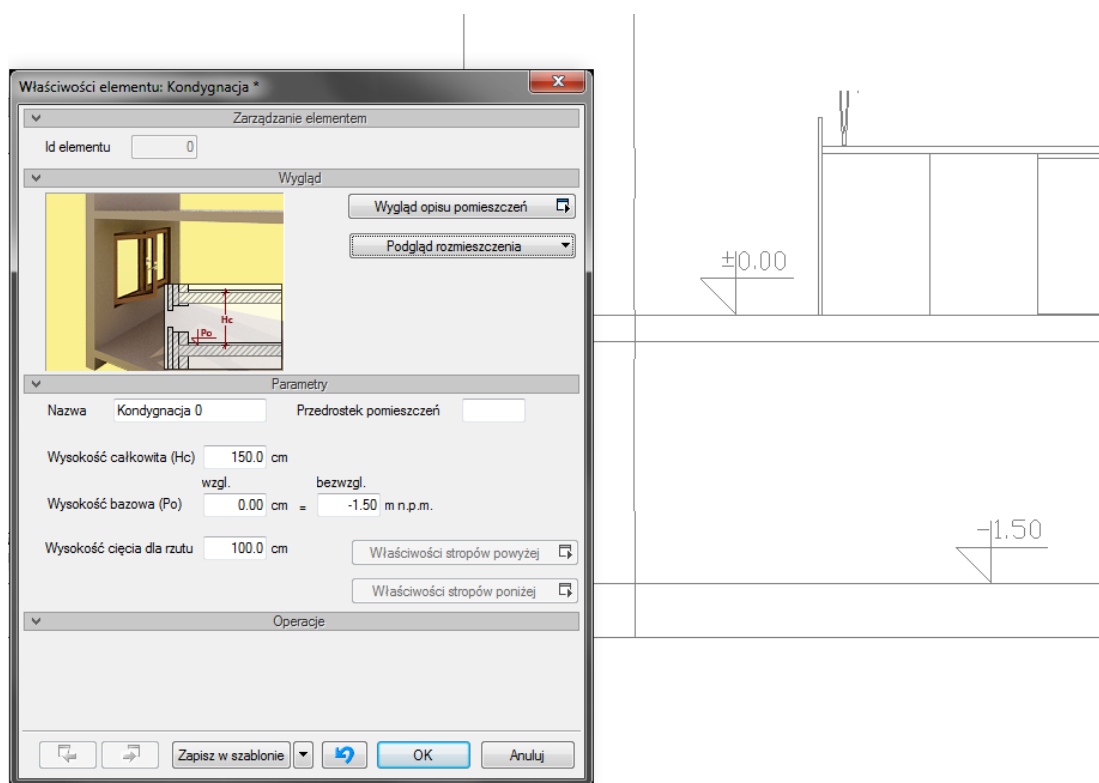 Właściwości elementu: Kondygnacja *
Zarządzanie elementem
Id elementu 0
Wygląd
Wygląd opisu pomieszczeń
Podgląd rozmieszczenia
Hc
Po
Parametry
Nazwa Kondygnacja 0 Przedrostek pomieszczeń
Wysokość całkowita (Hc) 150.0 cm
wzgl. bezwzgl.
Wysokość bazowa (Po) 0.00 cm = -1.50 m n.p.m.
Wysokość cięcia dla rzutu 100.0 cm
Właściwości stropów powyżej
Właściwości stropów poniżej
Operacje
Zapisz w szablonie OK Anuluj
±0.00
-1.50